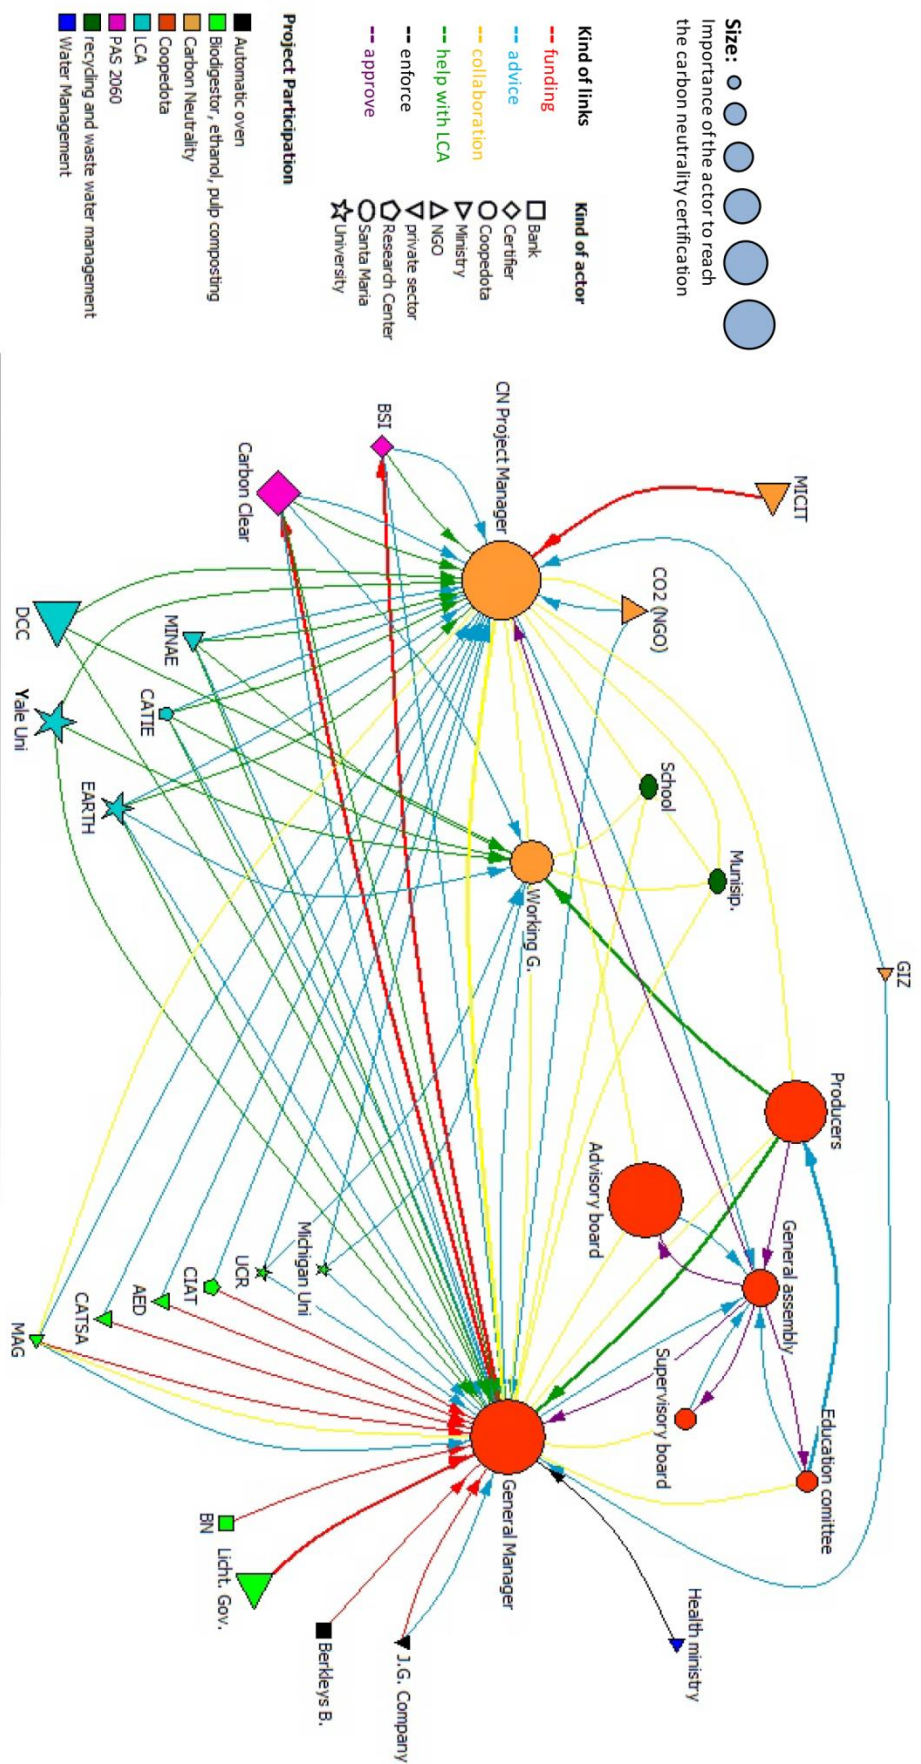 Size:
Importance of the actor to reach
the carbon neutrality certification
Kind of links
-- funding
-- advice
-- collaboration
-- help with LCA
-- enforce
-- approve
Kind of actor
Bank
Certifier
Coopedota
Ministry
NGO
private sector
Research Center
Santa Maria
University
Project Participation
Automatic oven
Biodigestor, ethanol, pulp composting
Carbon Neutrality
Coopedota
LCA
PAS 2060
recycling and waste water management
Water Management
MICIT
CO2 (NGO)
CN Project Manager
BSI
Carbon Clear
DCC
MINAE
CATIE
Yale Uni
EARTH
School
Munisip.
Working G.
GIZ
Producers
Advisory board
General assembly
Supervisory board
Education comittee
Michigan Uni
UCR
CIAT
AED
CATSA
MAG
General Manager
BN
Licht. Gov.
Berkleys B.
J.G. Company
Health ministry